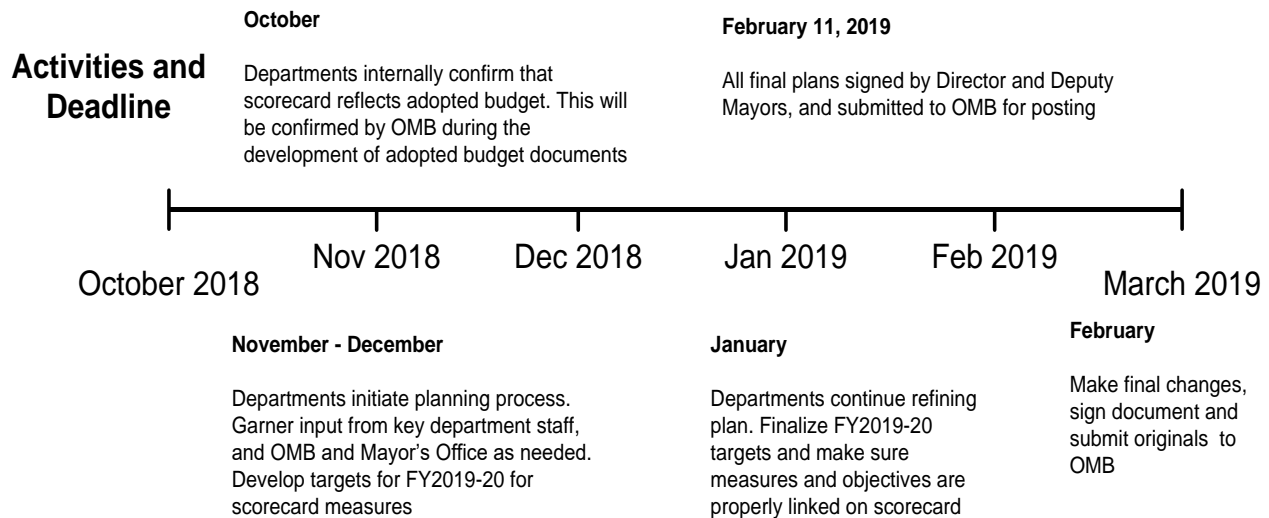 Activities and
Deadline
October
Departments internally confirm that
scorecard reflects adopted budget. This will
be confirmed by OMB during the
development of adopted budget documents
February 11, 2019
All final plans signed by Director and Deputy
Mayors, and submitted to OMB for posting
October 2018
Nov 2018
Dec 2018
Jan 2019
Feb 2019
March 2019
November - December
Departments initiate planning process.
Garner input from key department staff,
and OMB and Mayor’s Office as needed.
Develop targets for FY2019-20 for
scorecard measures
January
Departments continue refining
plan. Finalize FY2019-20
targets and make sure
measures and objectives are
properly linked on scorecard
February
Make final changes,
sign document and
submit originals to
OMB